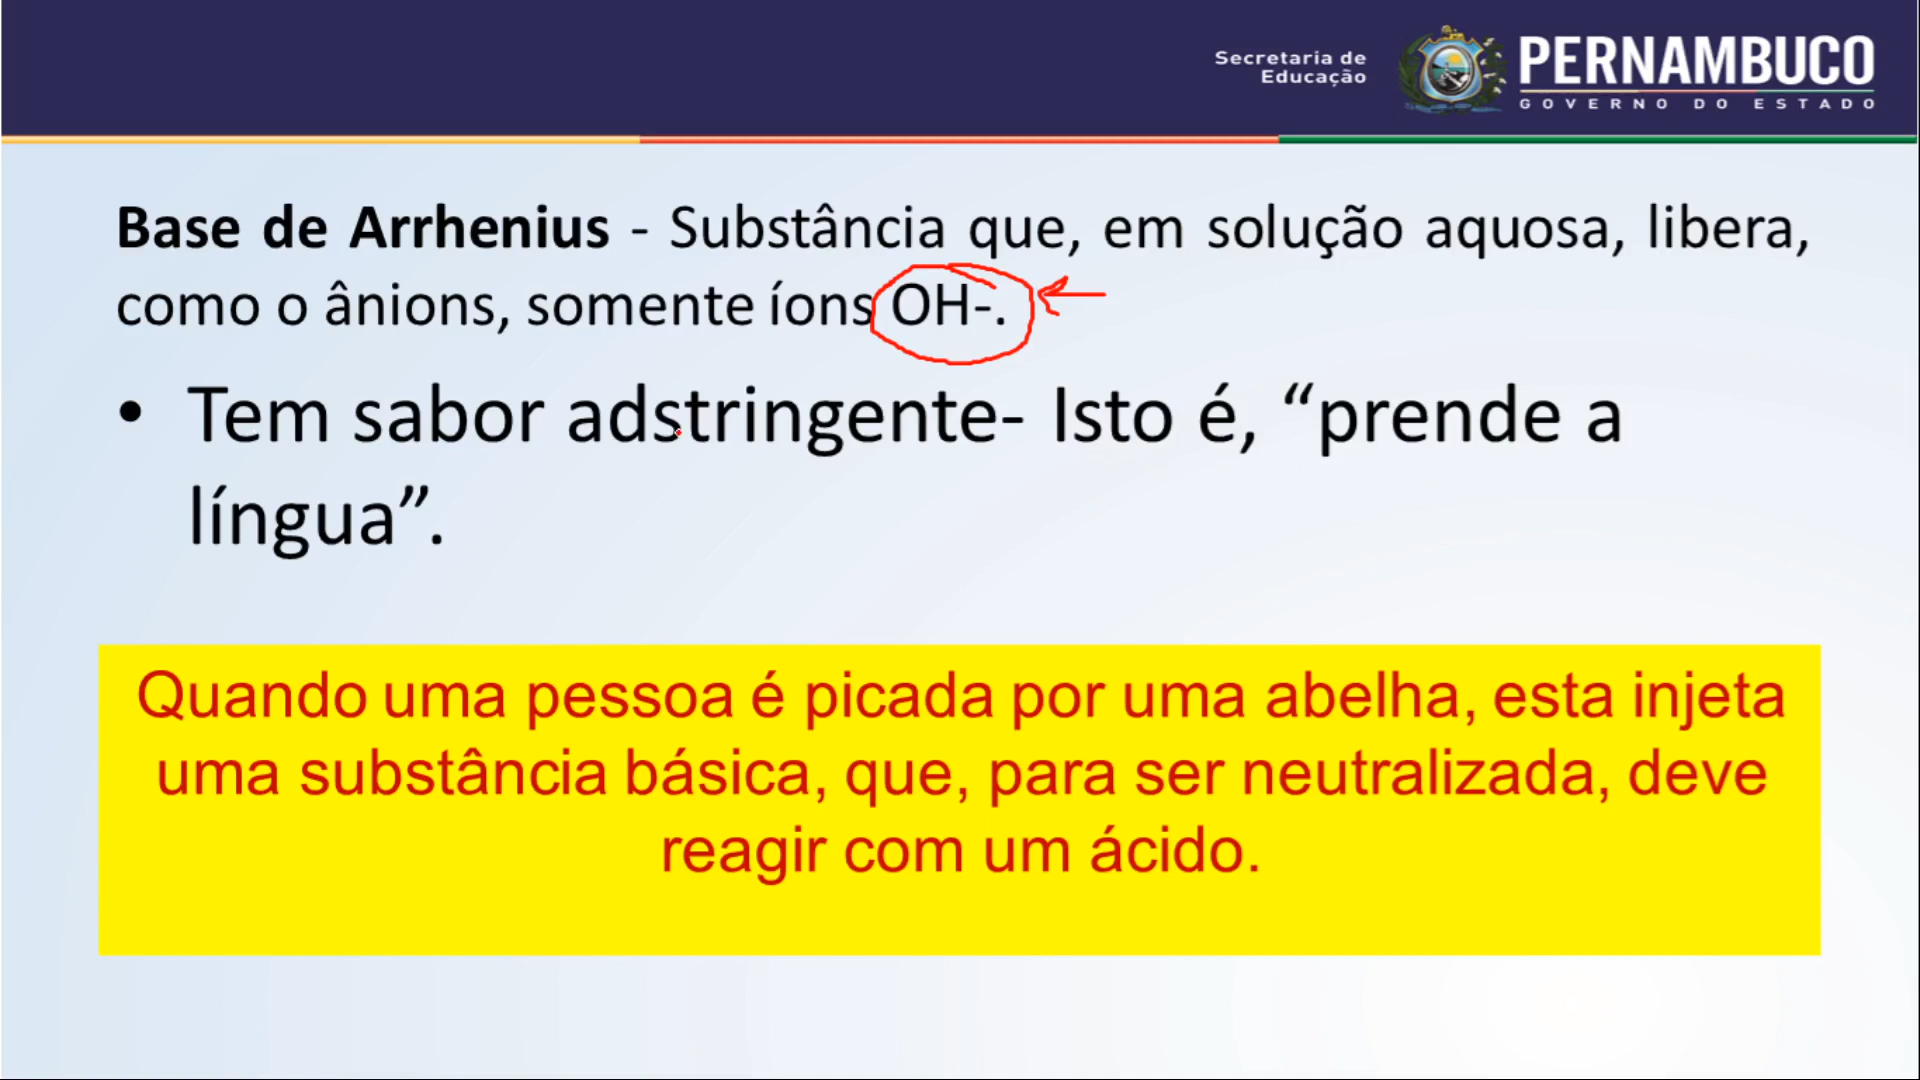 Secretaria de
Educação
PERNAMBUCO
GOVERNO DO ESTADO
Base de Arrhenius - Substância que, em solução aquosa, libera,
como o ânions, somente íons OH-.
• Tem sabor adstringente- Isto é, “prende a
língua”.
Quando uma pessoa é picada por uma abelha, esta injeta
uma substância básica, que, para ser neutralizada, deve
reagir com um ácido.